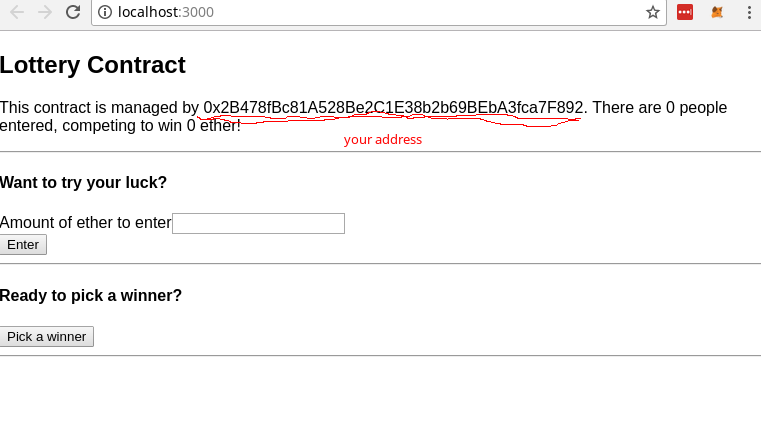 localhost:3000
Lottery Contract
This contract is managed by 0x2B478fBc81A528Be2C1E38b2b69BEbA3fca7F892. There are 0 people
entered, competing to win 0 ether!
your address
Want to try your luck?
Amount of ether to enter
Enter
Ready to pick a winner?
Pick a winner